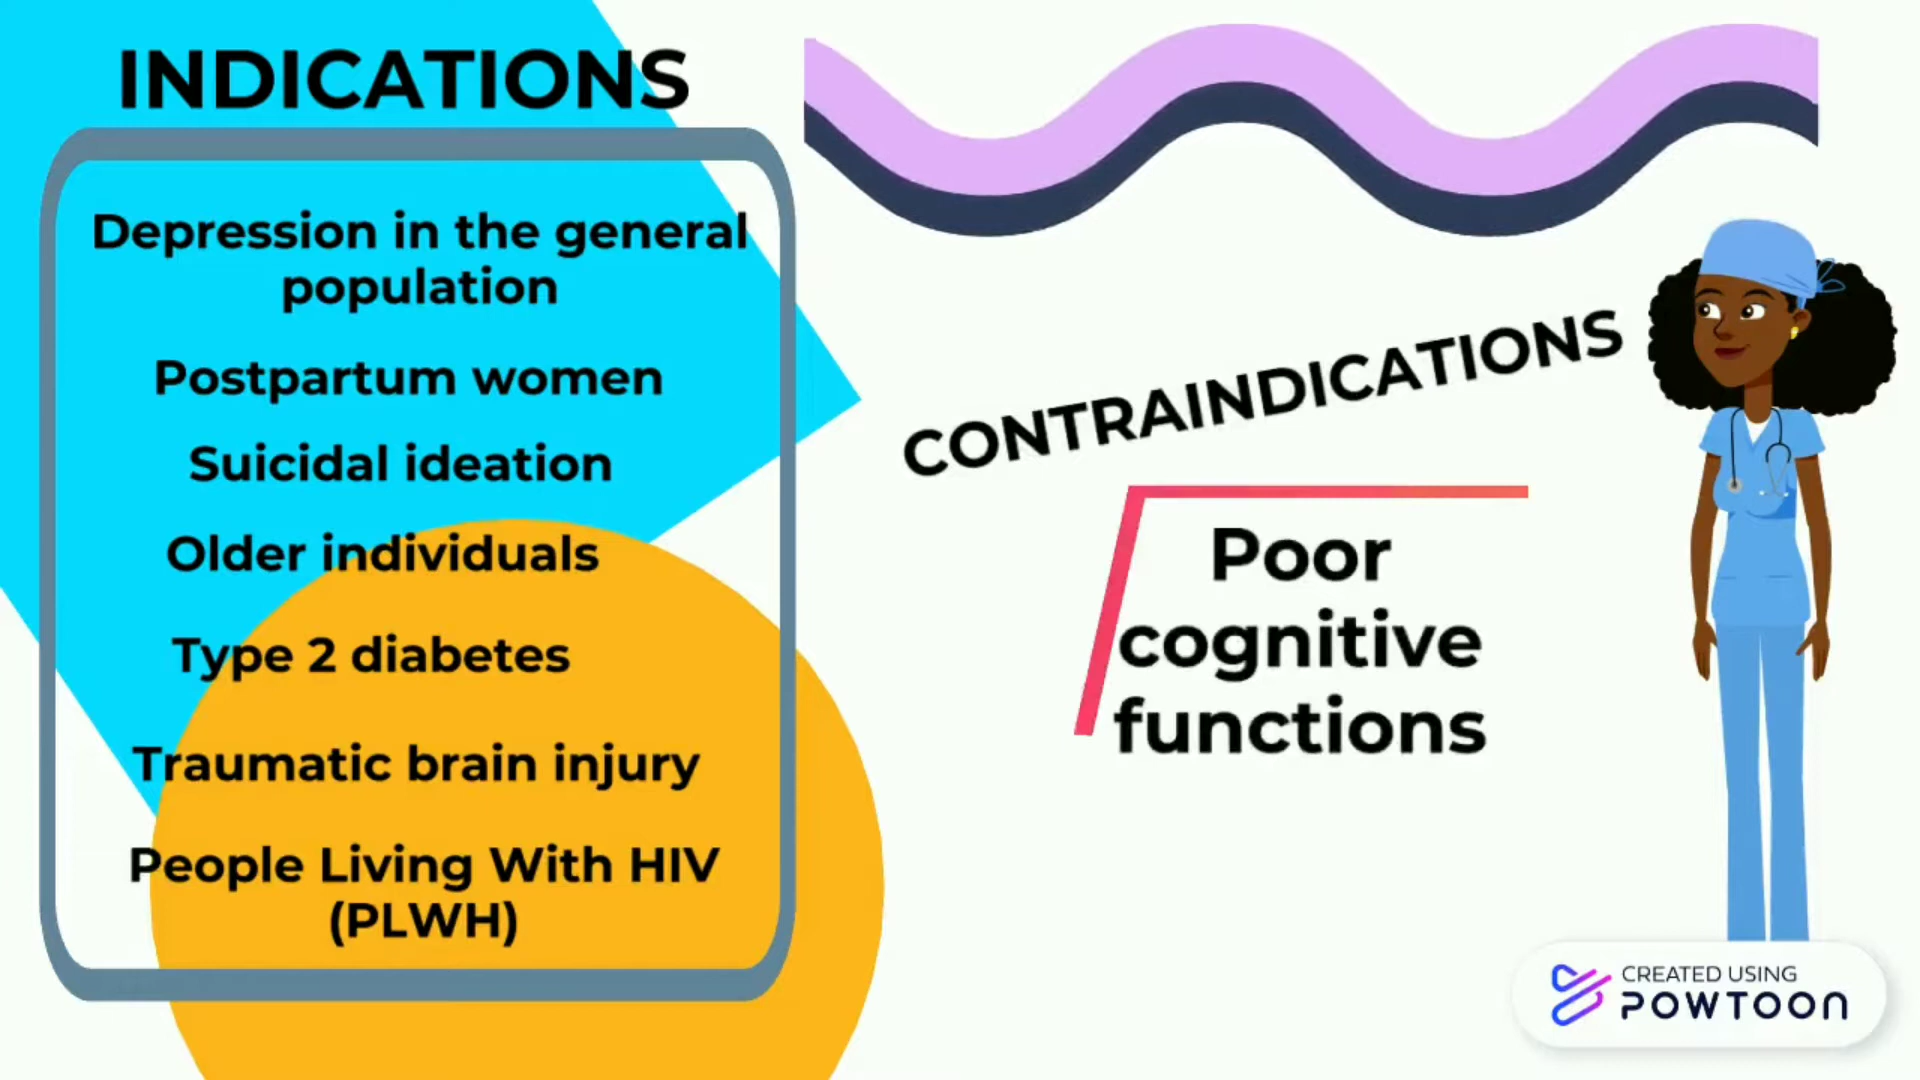 INDICATIONS
Depression in the general
population
Postpartum women
Suicidal ideation
Older individuals
Type 2 diabetes
Traumatic brain injury
People Living With HIV
(PLWH)
CONTRAINDICATIONS
Poor
cognitive
functions
CREATED USING
POWTOON